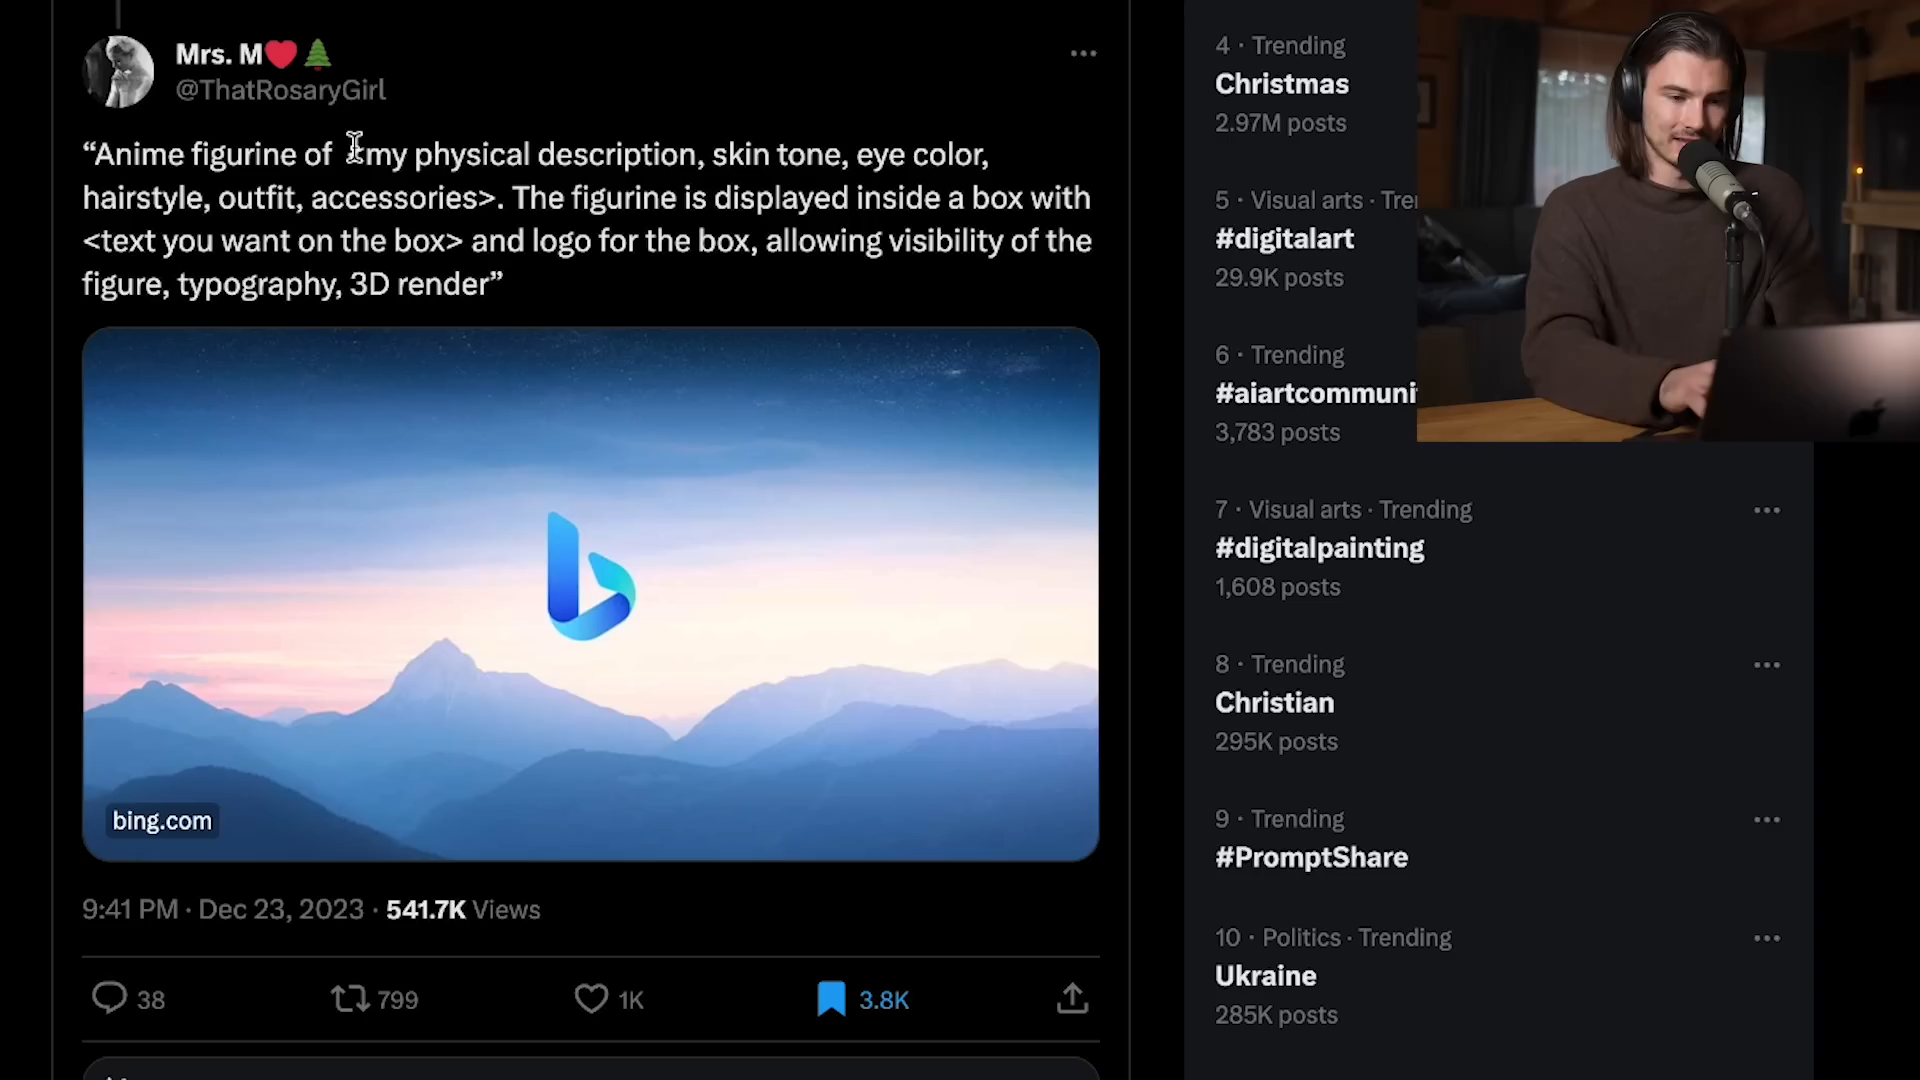 Mrs. M❤️🌲
@ThatRosaryGirl
“Anime figurine of <my physical description, skin tone, eye color,
hairstyle, outfit, accessories>. The figurine is displayed inside a box with
<text you want on the box> and logo for the box, allowing visibility of the
figure, typography, 3D render”
bing.com
9:41 PM · Dec 23, 2023 · 541.7K Views
38
799
1K
3.8K
4 · Trending
Christmas
2.97M posts
5 · Visual arts · Tre
#digitalart
29.9K posts
6 · Trending
#aiartcommuni
3,783 posts
7 · Visual arts · Trending
#digitalpainting
1,608 posts
8 · Trending
Christian
295K posts
9 · Trending
#PromptShare
10 · Politics · Trending
Ukraine
285K posts